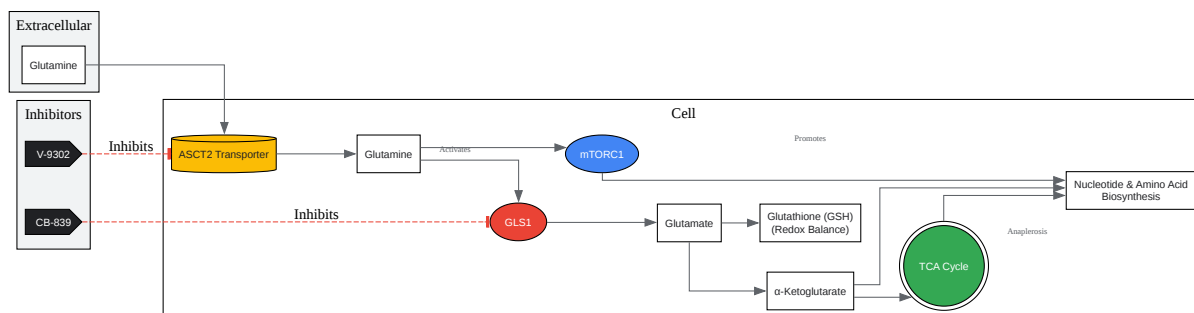 Extracellular
Glutamine
Inhibitors
V-9302
CB-839
Inhibits
Inhibits
Cell
ASCT2 Transporter
Glutamine
Activates
mTORC1
Promotes
GLS1
Glutamate
Glutathione (GSH)
(Redox Balance)
α-Ketoglutarate
TCA Cycle
Anaplerosis
Nucleotide & Amino Acid
Biosynthesis